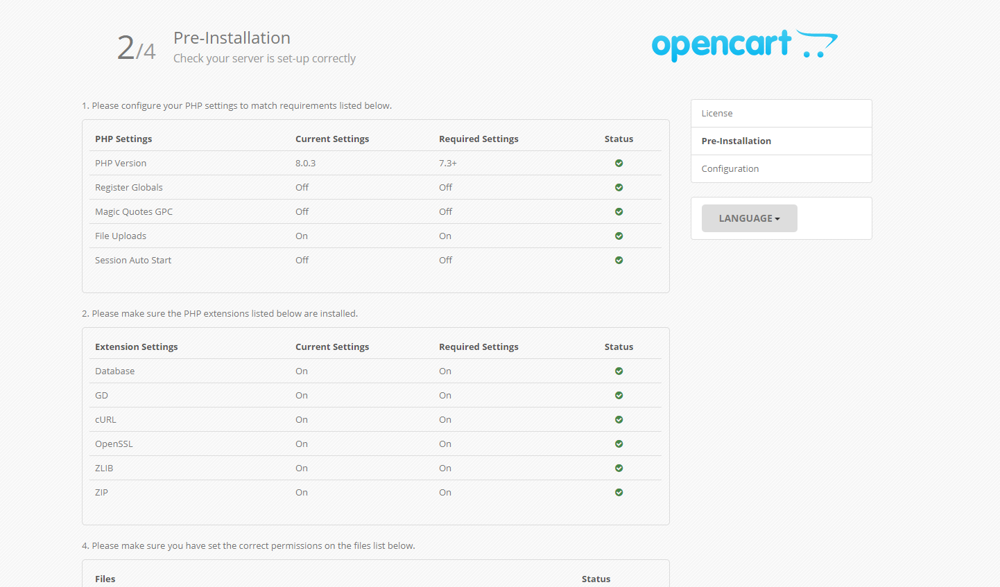 2/4
Pre-Installation
Check your server is set-up correctly
opencart
1. Please configure your PHP settings to match requirements listed below.
PHP Settings Current Settings Required Settings Status
PHP Version 8.0.3 7.3+
Register Globals Off Off
Magic Quotes GPC Off Off
File Uploads On On
Session Auto Start Off Off
License
Pre-Installation
Configuration
LANGUAGE
2. Please make sure the PHP extensions listed below are installed.
Extension Settings Current Settings Required Settings Status
Database On On
GD On On
cURL On On
OpenSSL On On
ZLIB On On
ZIP On On
4. Please make sure you have set the correct permissions on the files list below.
Files Status